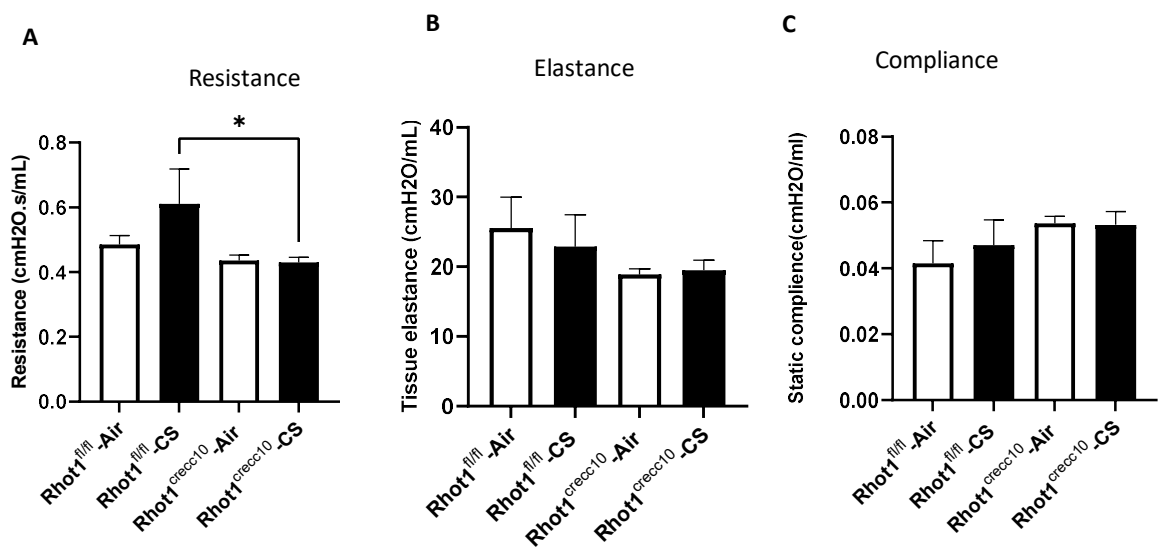 A
Resistance
Resistance (cmH2O.s/mL)
*
0.8
0.6
0.4
0.2
0.0
Rhot1fl/fl-Air
Rhot1fl/fl-CS
Rhot1crecc10-Air
Rhot1crecc10-CS
B
Elastance
Tissue elastance (cmH2O/mL)
40
30
20
10
0
Rhot1fl/fl-Air
Rhot1fl/fl-CS
Rhot1crecc10-Air
Rhot1crecc10-CS
C
Compliance
Static complience(cmH2O/ml)
0.08
0.06
0.04
0.02
0.00
Rhot1fl/fl-Air
Rhot1fl/fl-CS
Rhot1crecc10-Air
Rhot1crecc10-CS